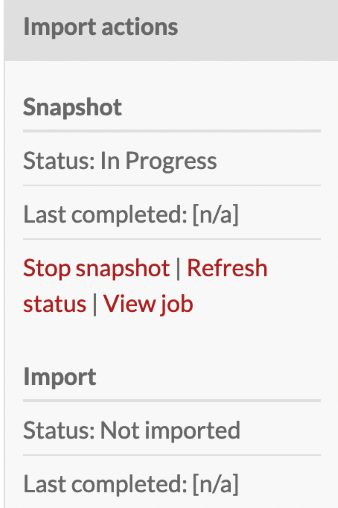 Import actions
Snapshot
Status: In Progress
Last completed: [n/a]
Stop snapshot | Refresh
status | View job
Import
Status: Not imported
Last completed: [n/a]